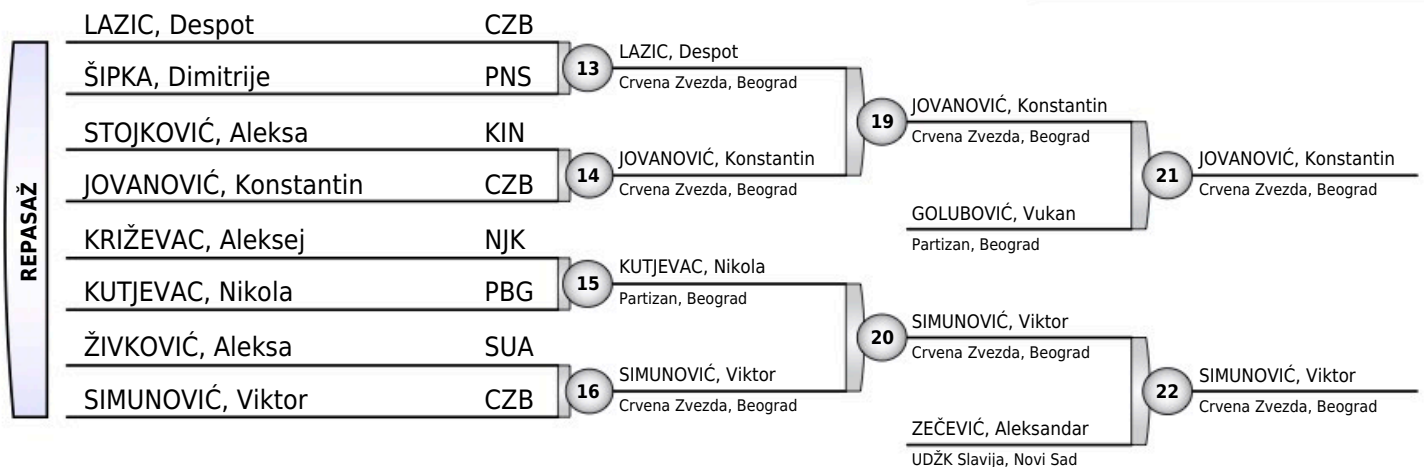 LAZIC, Despot CZB
ŠIPKA, Dimitrije PNS
STOJKOVIĆ, Aleksa KIN
JOVANOVIĆ, Konstantin CZB
KRIŽEVAC, Aleksej NJK
KUTJEVAC, Nikola PBG
ŽIVKOVIĆ, Aleksa SUA
SIMUNOVIĆ, Viktor CZB
REPASAŽ
13
LAZIC, Despot
Crvena Zvezda, Beograd
14
JOVANOVIĆ, Konstantin
Crvena Zvezda, Beograd
15
KUTJEVAC, Nikola
Partizan, Beograd
16
SIMUNOVIĆ, Viktor
Crvena Zvezda, Beograd
19
JOVANOVIĆ, Konstantin
Crvena Zvezda, Beograd
GOLUBOVIĆ, Vukan
Partizan, Beograd
20
SIMUNOVIĆ, Viktor
Crvena Zvezda, Beograd
ZEČEVIĆ, Aleksandar
UDŽK Slavija, Novi Sad
21
JOVANOVIĆ, Konstantin
Crvena Zvezda, Beograd
22
SIMUNOVIĆ, Viktor
Crvena Zvezda, Beograd